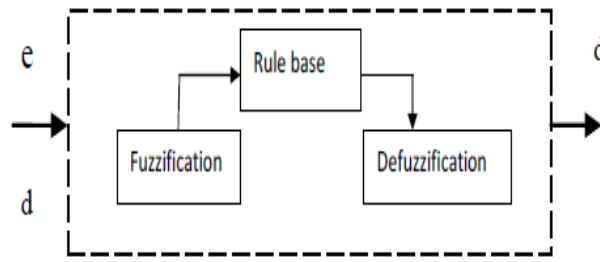 e
Rule base
Fuzzification
Defuzzification
d